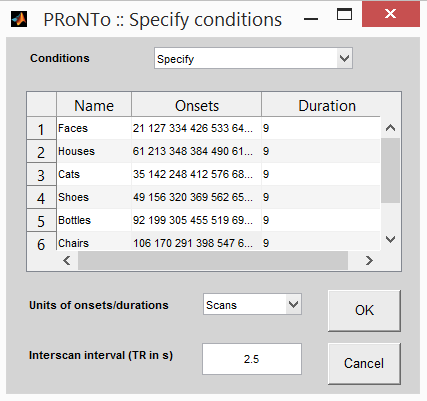 PRoNTo :: Specify conditions
Conditions Specify
Name Onsets Duration
1 Faces 21 127 334 426 533 64... 9
2 Houses 61 213 348 384 490 61... 9
3 Cats 35 142 248 412 576 68... 9
4 Shoes 49 156 320 369 562 65... 9
5 Bottles 92 199 305 455 519 69... 9
6 Chairs 106 170 291 398 547 6... 9
Units of onsets/durations Scans OK
Interscan interval (TR in s) 2.5 Cancel